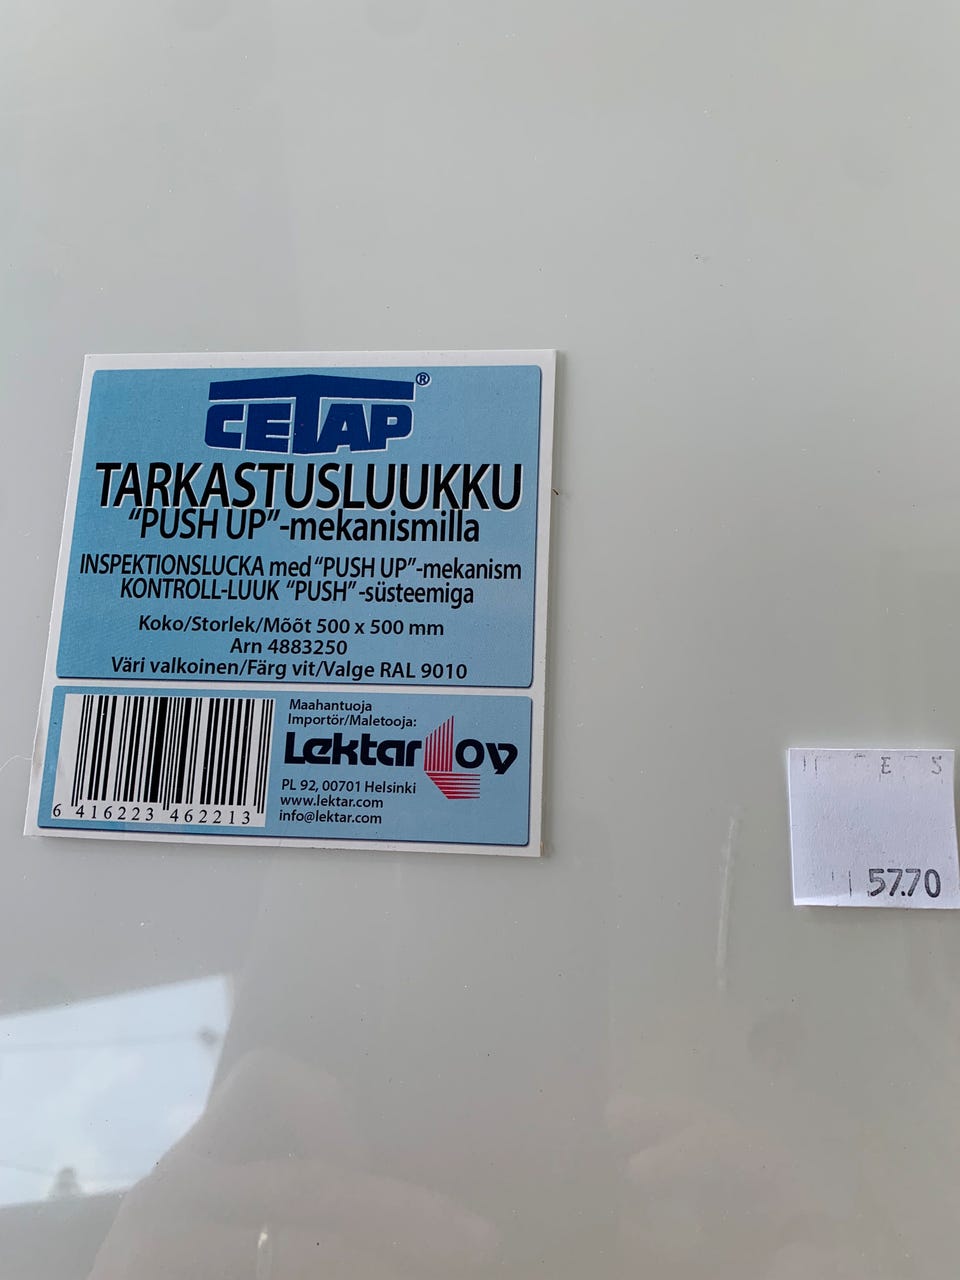 CETAP®
TARKASTUSLUUKKU
"PUSH UP"-mekanismilla
INSPEKTIONSLUCKA med "PUSH UP"-mekanism
KONTROLL-LUUK "PUSH"-süsteemiga
Koko/Storlek/Mõõt 500 x 500 mm
Arn 4883250
Väri valkoinen/Färg vit/Valge RAL 9010
Maahantuoja
Importör/Maletooja:
Lektar Oy
PL 92, 00701 Helsinki
www.lektar.com
info@lektar.com
6 416223 462213
57.70